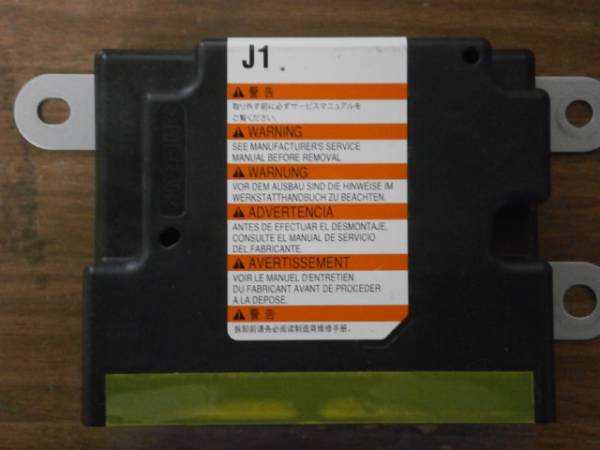 J1
警告
取り外す前に必ずサービスマニュアルを
ご覧ください。
WARNING
SEE MANUFACTURER'S SERVICE
MANUAL BEFORE REMOVAL.
WARNUNG
VOR DEM AUSBAU SIND DIE HINWEISE IM
WERKSTATTHANDBUCH ZU BEACHTEN.
ADVERTENCIA
ANTES DE EFECTUAR EL DESMONTAJE,
CONSULTE EL MANUAL DE SERVICIO
DEL FABRICANTE.
AVERTISSEMENT
VOIR LE MANUEL D'ENTRETIEN
DU FABRICANT AVANT DE PROCEDER
A LA DEPOSE.
警告
拆卸前请务必阅读制造商维修手册。